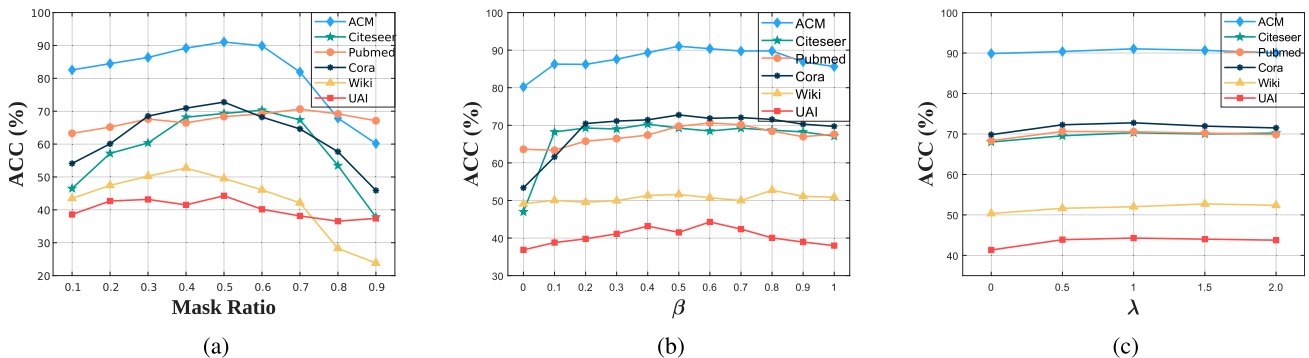 ACC (%)
100
90
80
70
60
50
40
30
20
0.1 0.2 0.3 0.4 0.5 0.6 0.7 0.8 0.9
Mask Ratio
ACM
Citeseer
Pubmed
Cora
Wiki
UAI
(a)
ACC (%)
100
90
80
70
60
50
40
30
0 0.1 0.2 0.3 0.4 0.5 0.6 0.7 0.8 0.9 1
β
ACM
Citeseer
Pubmed
Cora
Wiki
UAI
(b)
ACC (%)
100
90
80
70
60
50
40
0 0.5 1 1.5 2.0
λ
ACM
Citeseer
Pubmed
Cora
Wiki
UAI
(c)